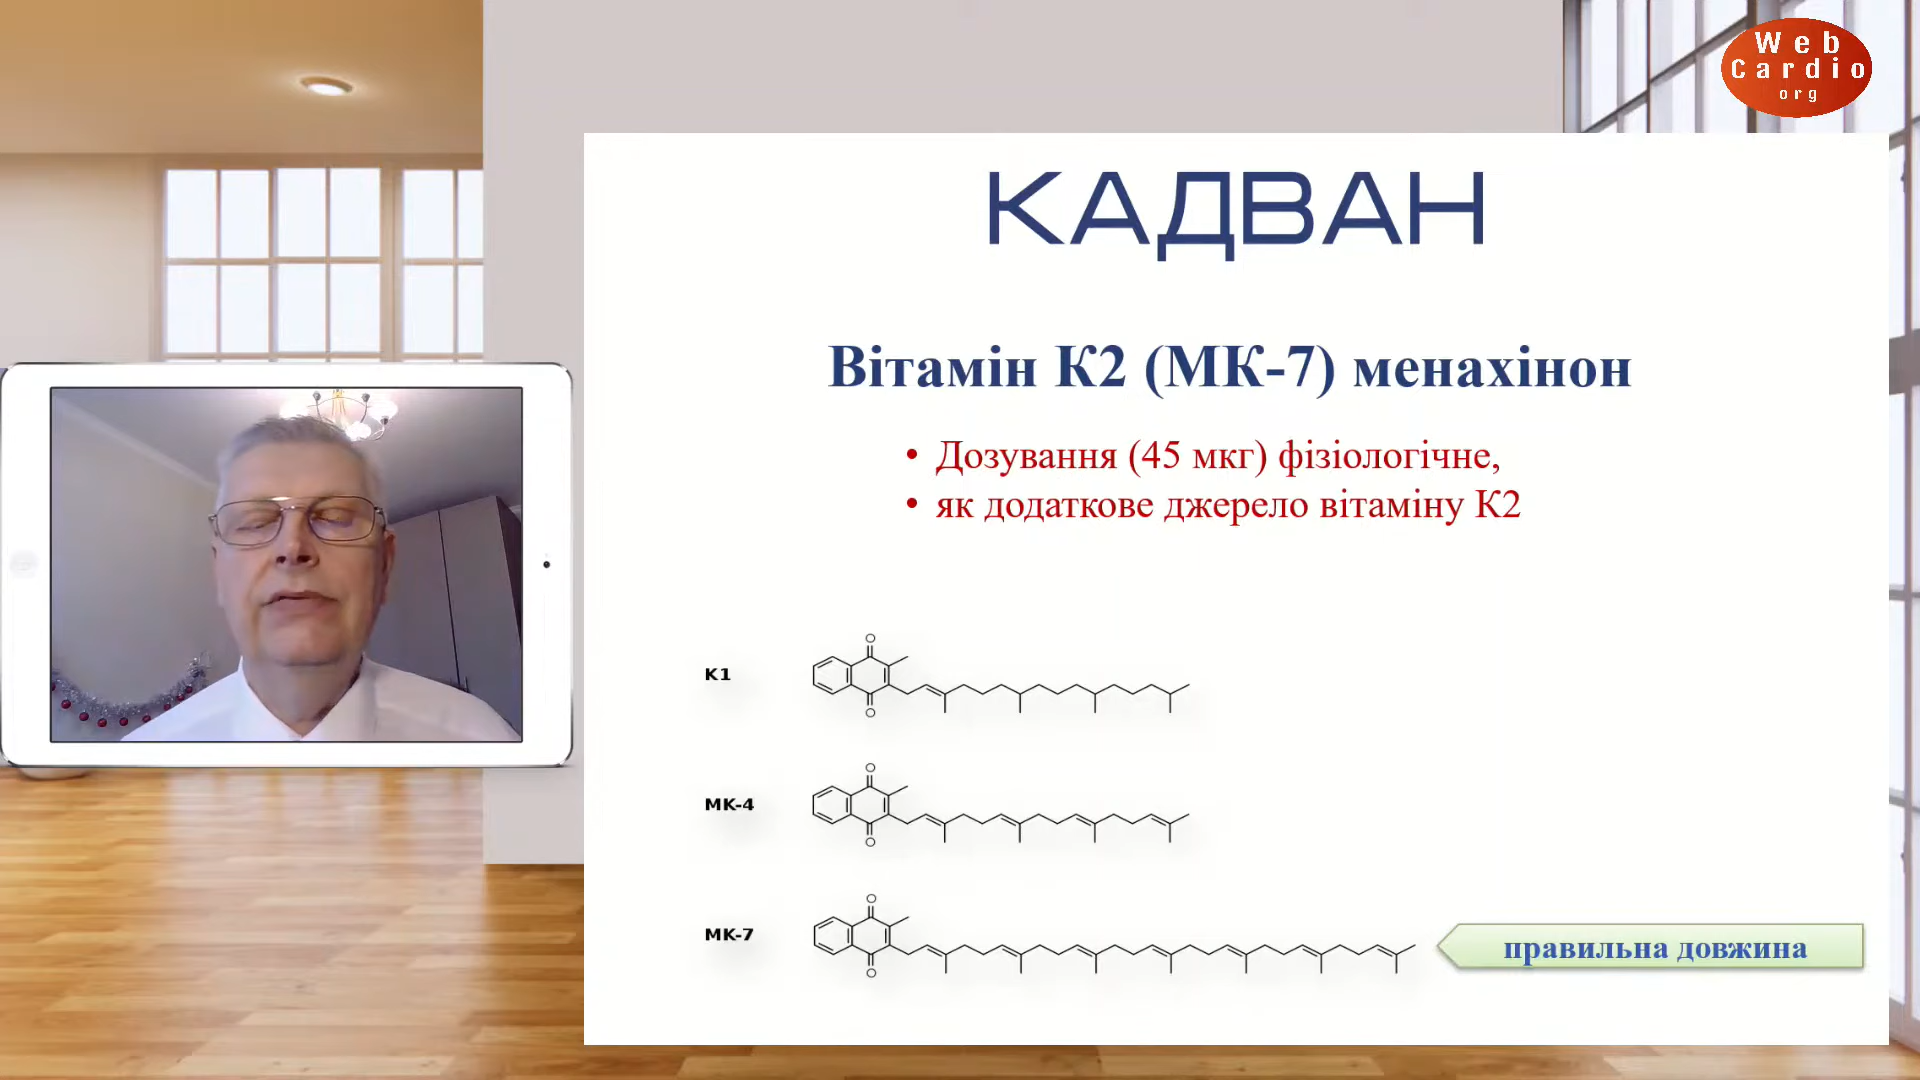 Web
Cardio
org
КАДВАН
Вітамін К2 (МК-7) менахінон
• Дозування (45 мкг) фізіологічне,
• як додаткове джерело вітаміну К2
K1
O
O
MK-4
O
O
MK-7
O
O
правильна довжина